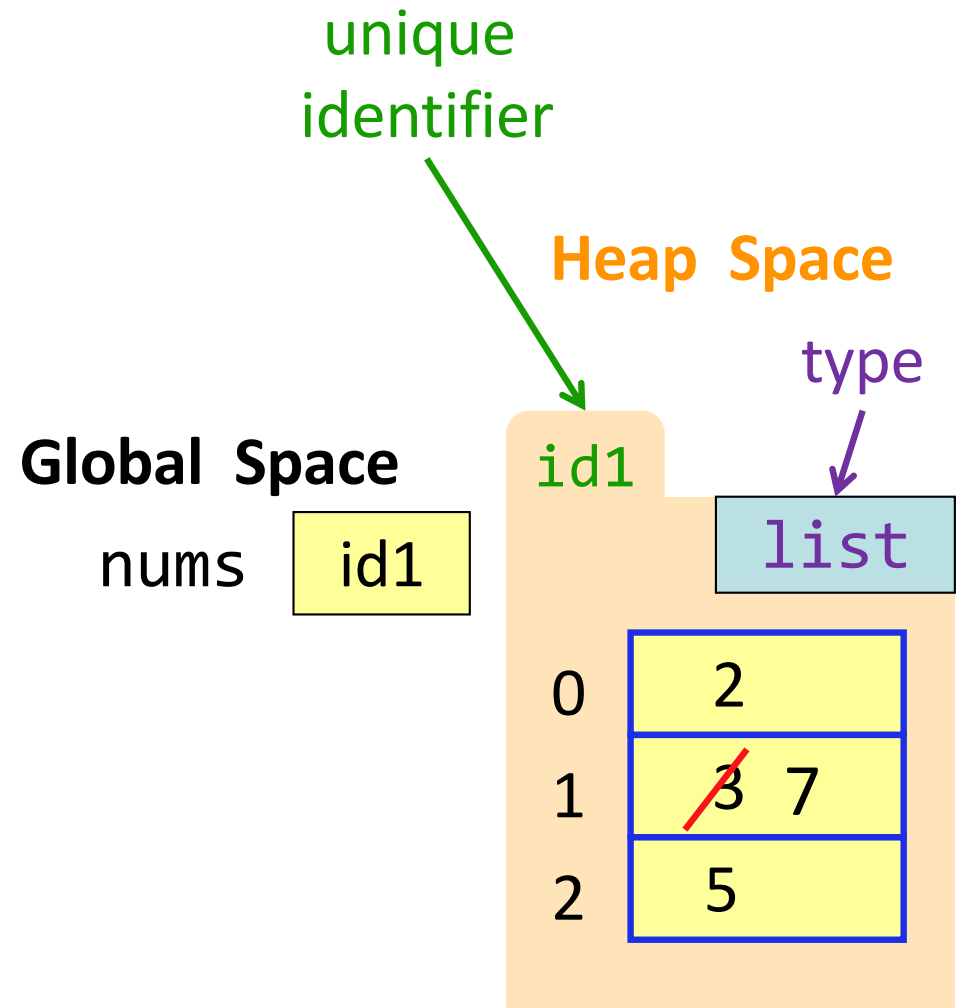 unique
identifier
Heap Space
type
Global Space
id1
nums id1
list
0 2
1 3 7
2 5